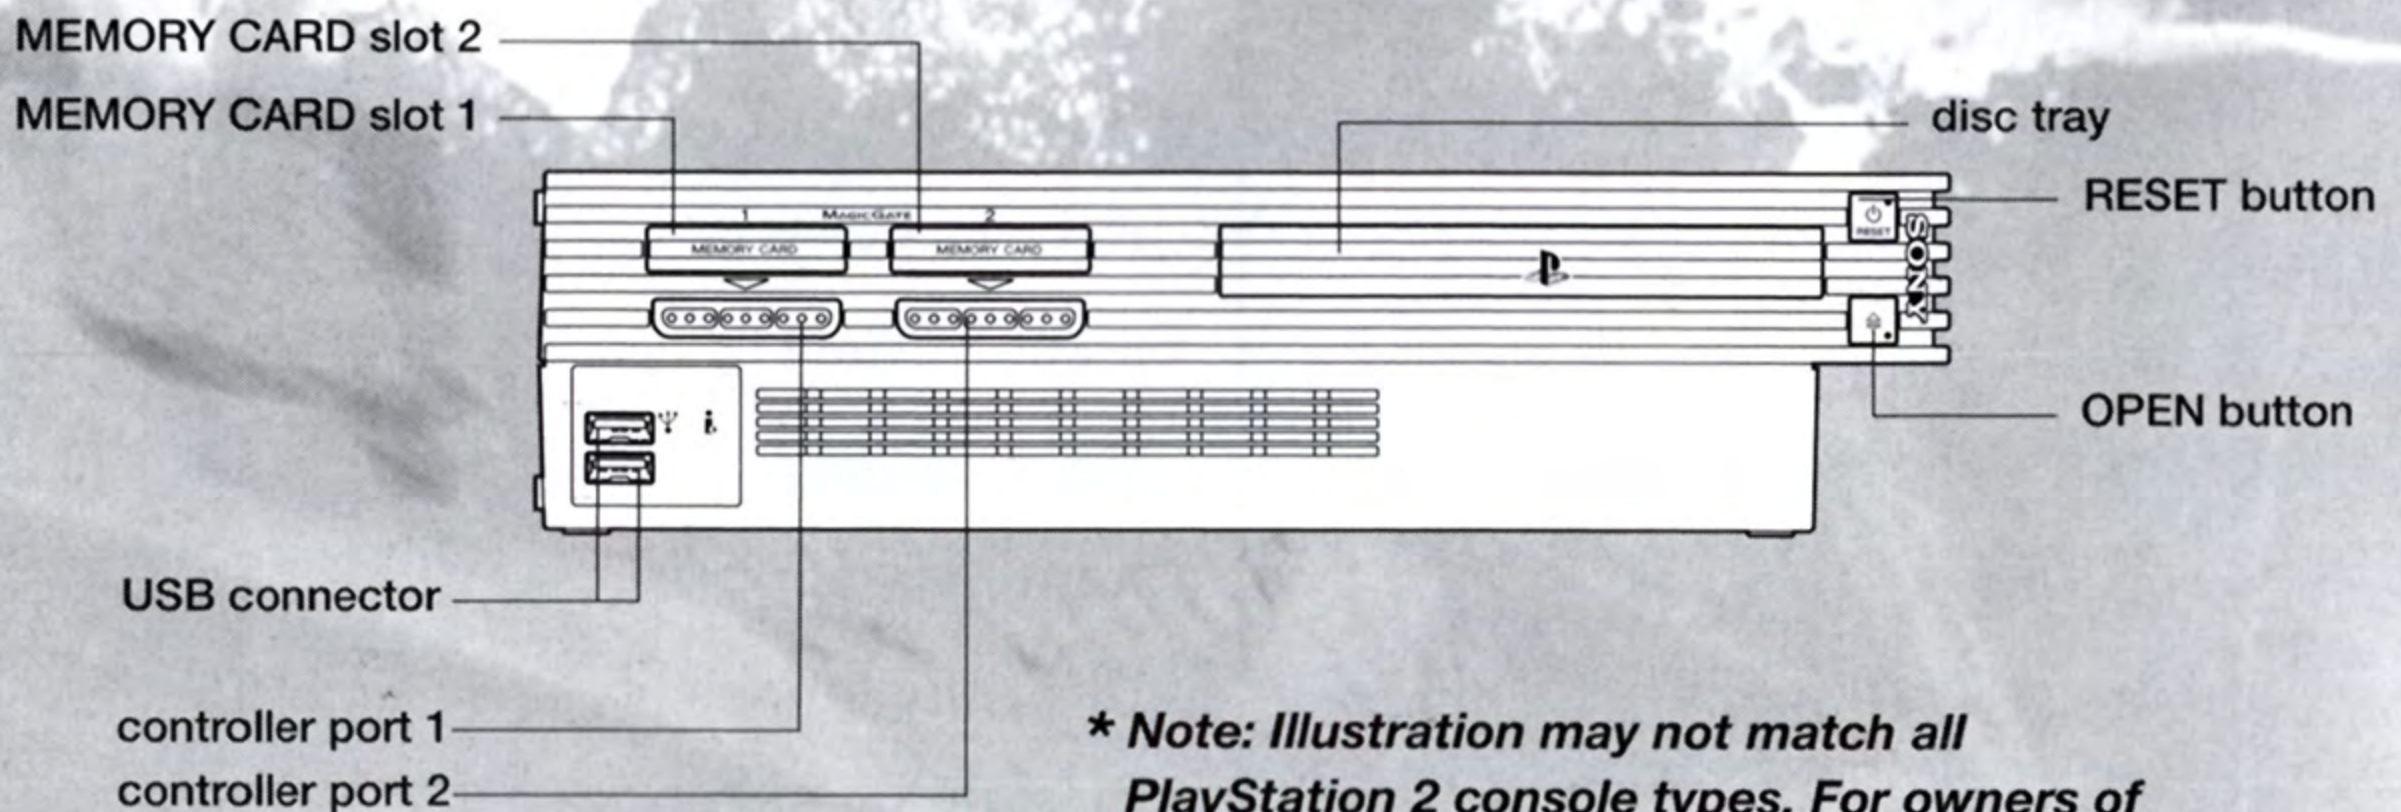 MEMORY CARD slot 2
MEMORY CARD slot 1
disc tray
RESET button
1
MAGICGATE
2
MEMORY CARD
MEMORY CARD
RESET
SONY
OPEN button
USB connector
controller port 1
controller port 2
* Note: Illustration may not match all
PlayStation 2 console types. For owners of